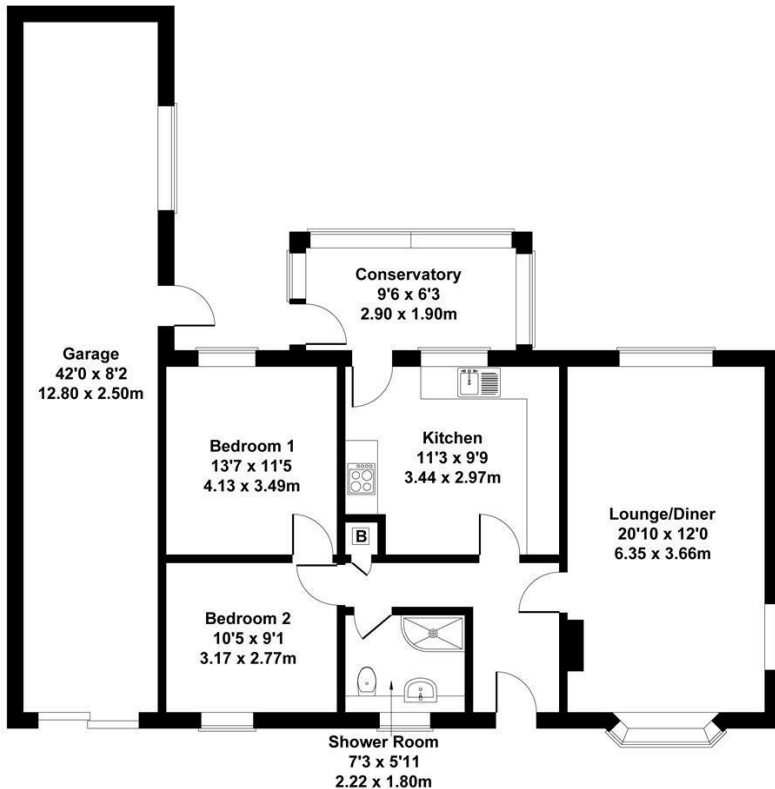 Conservatory
9'6 x 6'3
2.90 x 1.90m
Garage
42'0 x 8'2
12.80 x 2.50m
Bedroom 1
13'7 x 11'5
4.13 x 3.49m
Kitchen
11'3 x 9'9
3.44 x 2.97m
Lounge/Diner
20'10 x 12'0
6.35 x 3.66m
B
Bedroom 2
10'5 x 9'1
3.17 x 2.77m
Shower Room
7'3 x 5'11
2.22 x 1.80m